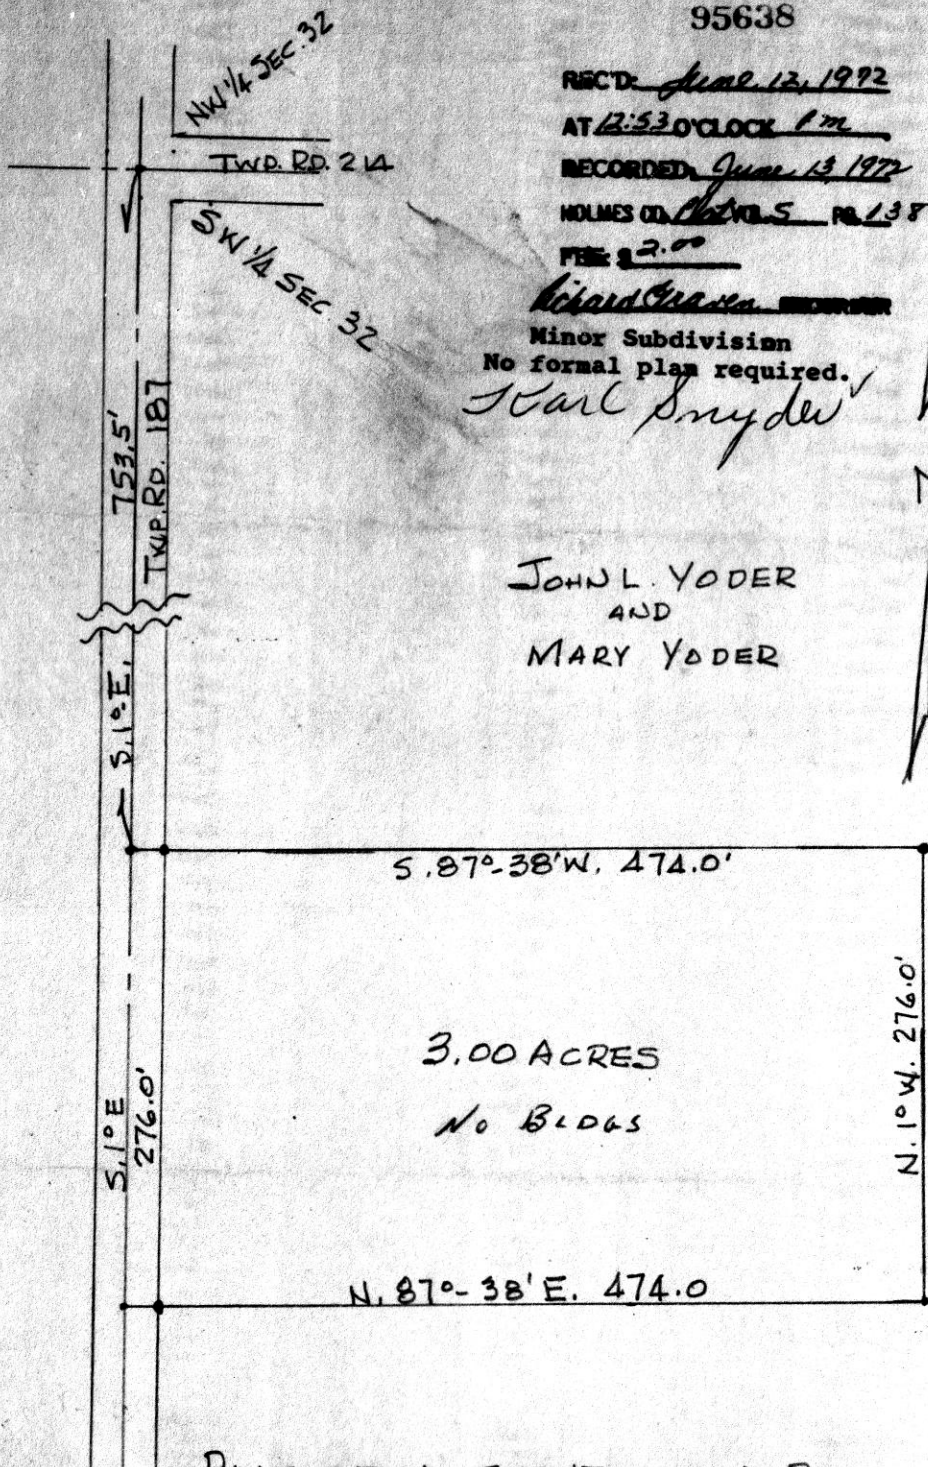 95638
REC'D: June 12, 1972
AT 12:53 O'CLOCK P m
RECORDED June 13 1972
HOLMES CO. Plat VOL 5 PG. 138
FEE $ 2.00
Richard Graven RECORDER
Minor Subdivision
No formal plan required.
Karl Snyder
NW 1/4 SEC. 32
TWP. RD. 214
SW 1/4 SEC 32
753.5'
TWP. RD. 187
JOHN L. YODER
AND
MARY YODER
S. 1° E.
S. 87°-38' W. 474.0'
3.00 ACRES
No BLDGS
S. 1° E
276.0'
N. 1° W. 276.0'
N. 87°-38' E. 474.0